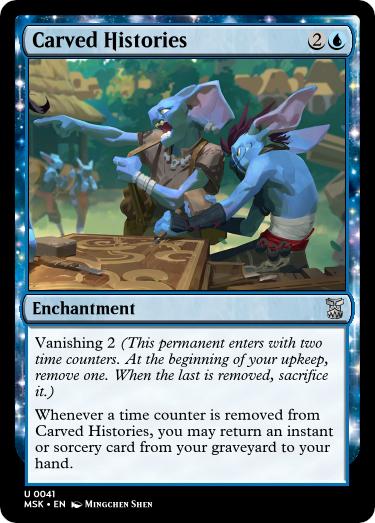 Carved Histories 2
Enchantment
Vanishing 2 (This permanent enters with two
time counters. At the beginning of your upkeep,
remove one. When the last is removed, sacrifice
it.)
Whenever a time counter is removed from
Carved Histories, you may return an instant
or sorcery card from your graveyard to your
hand.
U 0041
MSK • EN Mingchen Shen